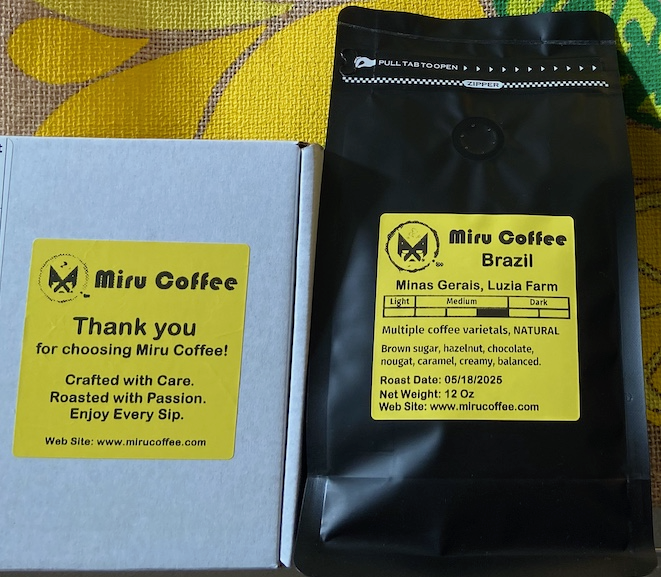 Miru Coffee
Thank you
for choosing Miru Coffee!
Crafted with Care.
Roasted with Passion.
Enjoy Every Sip.
Web Site: www.mirucoffee.com
PULL TAB TO OPEN
ZIPPER
Miru Coffee
Brazil
Minas Gerais, Luzia Farm
Light Medium Dark
Multiple coffee varietals, NATURAL
Brown sugar, hazelnut, chocolate,
nougat, caramel, creamy, balanced.
Roast Date: 05/18/2025
Net Weight: 12 Oz
Web Site: www.mirucoffee.com